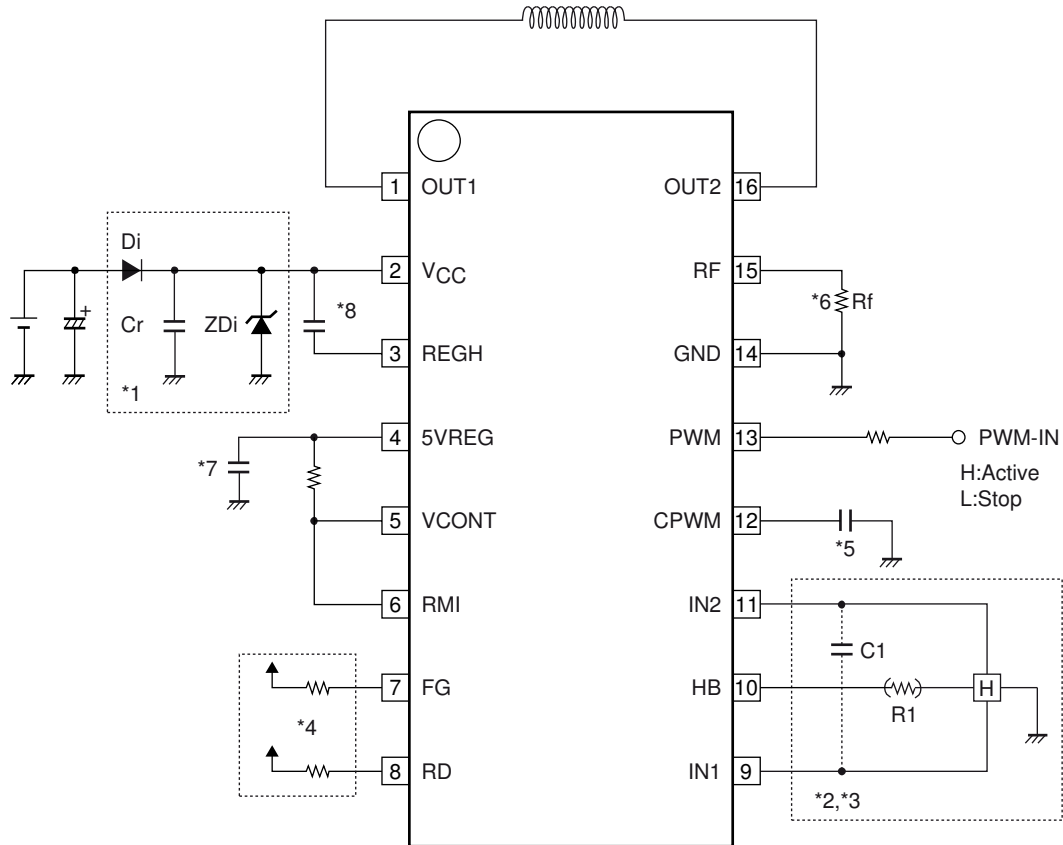 1 OUT1
OUT2 16
Di
2 VCC
RF 15
+
Cr
ZDi
*8
*6 Rf
3 REGH
GND 14
*1
4 5VREG
PWM 13
PWM-IN
*7
H:Active
L:Stop
5 VCONT
CPWM 12
*5
6 RMI
IN2 11
C1
7 FG
HB 10
H
R1
*4
8 RD
IN1 9
*2,*3